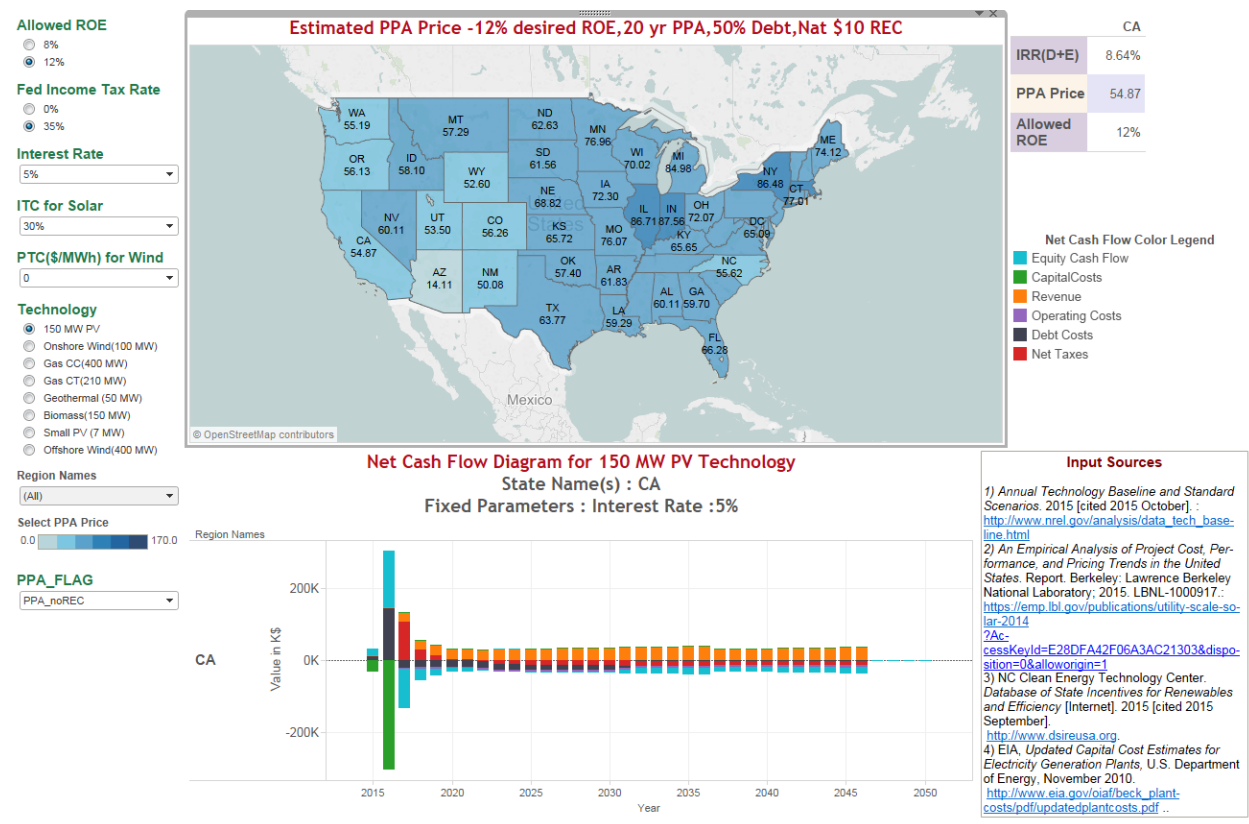 Allowed ROE
8%
12%
Fed Income Tax Rate
0%
35%
Interest Rate
5%
ITC for Solar
30%
PTC($/MWh) for Wind
0
Technology
150 MW PV
Onshore Wind(100 MW)
Gas CC(400 MW)
Gas CT(210 MW)
Geothermal (50 MW)
Biomass(150 MW)
Small PV (7 MW)
Offshore Wind(400 MW)
Region Names
(All)
Select PPA Price
0.0 170.0
PPA_FLAG
PPA_noREC
Estimated PPA Price -12% desired ROE,20 yr PPA,50% Debt,Nat $10 REC
WA
55.19
MT
57.29
ND
62.63
MN
76.96
ME
74.12
OR
56.13
ID
58.10
SD
61.56
WI
70.02
MI
84.98
WY
52.60
NY
86.48
CT
77.01
NE
68.82
IA
72.30
NV
60.11
UT
53.50
CO
56.26
IL
86.71
IN
87.56
OH
72.07
United
States
KS
65.72
MO
76.07
KY
65.65
DC
65.09
CA
54.87
AZ
14.11
NM
50.08
OK
57.40
AR
61.83
NC
55.62
TX
63.77
LA
59.29
AL
60.11
GA
59.70
FL
66.28
Mexico
© OpenStreetMap contributors
CA
IRR(D+E) 8.64%
PPA Price 54.87
Allowed
ROE 12%
Net Cash Flow Color Legend
Equity Cash Flow
CapitalCosts
Revenue
Operating Costs
Debt Costs
Net Taxes
Net Cash Flow Diagram for 150 MW PV Technology
State Name(s) : CA
Fixed Parameters : Interest Rate :5%
Region Names
CA
Value in K$
200K
0K
-200K
2015 2020 2025 2030 2035 2040 2045 2050
Year
Input Sources
1) Annual Technology Baseline and Standard
Scenarios. 2015 [cited 2015 October]. :
http://www.nrel.gov/analysis/data_tech_base-
line.html
2) An Empirical Analysis of Project Cost, Per-
formance, and Pricing Trends in the United
States. Report. Berkeley: Lawrence Berkeley
National Laboratory; 2015. LBNL-1000917.:
https://emp.lbl.gov/publications/utility-scale-so-
lar-2014
?Ac-
cessKeyId=E28DFA42F06A3AC21303&dispo-
sition=0&alloworigin=1
3) NC Clean Energy Technology Center.
Database of State Incentives for Renewables
and Efficiency [Internet]. 2015 [cited 2015
September].
http://www.dsireusa.org.
4) EIA, Updated Capital Cost Estimates for
Electricity Generation Plants, U.S. Department
of Energy, November 2010.
http://www.eia.gov/oiaf/beck_plant-
costs/pdf/updatedplantcosts.pdf ..